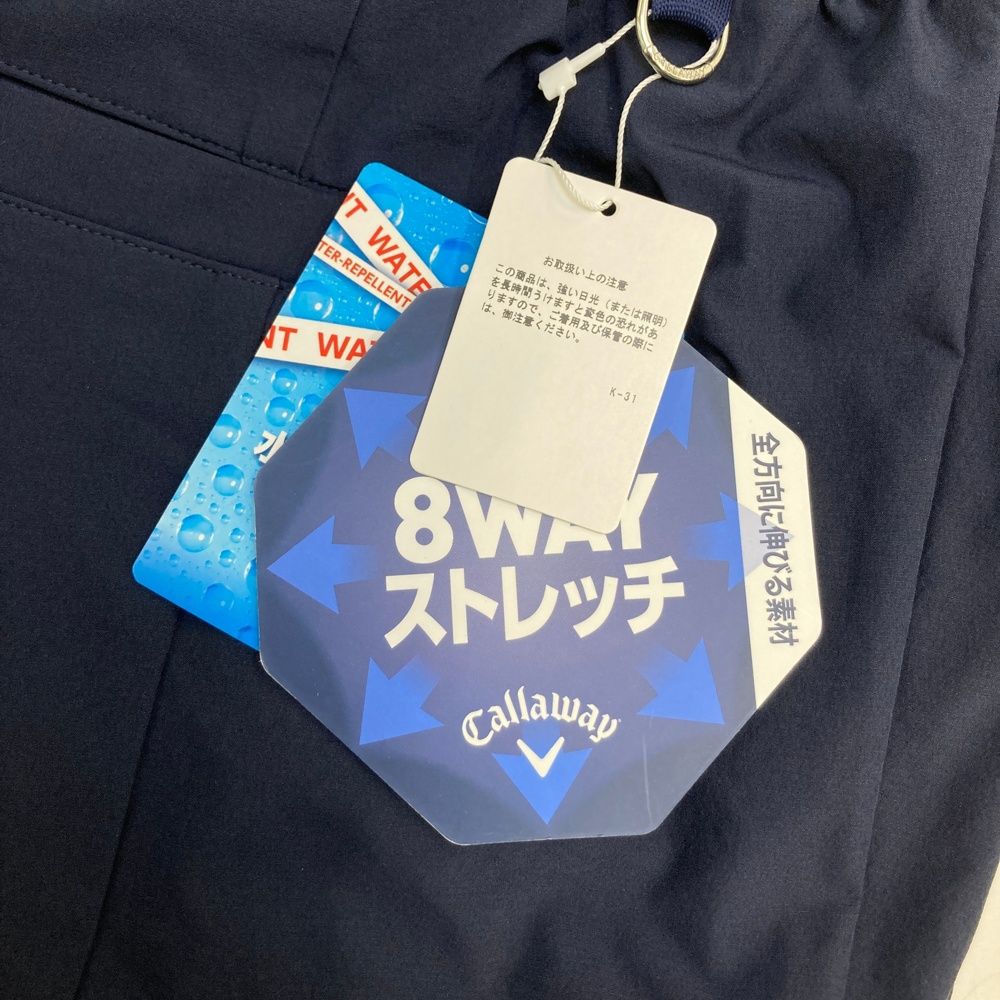 CALLAWAY
NT WATE
TER-REPELLENT
NT WAT
お取扱い上の注意
この商品は、強い日光（または照明）
を長時間うけますと変色の恐れがあ
りますので、ご着用及び保管の際に
は、御注意ください。
K-31
8WAY
ストレッチ
全方向に伸びる素材
Callaway